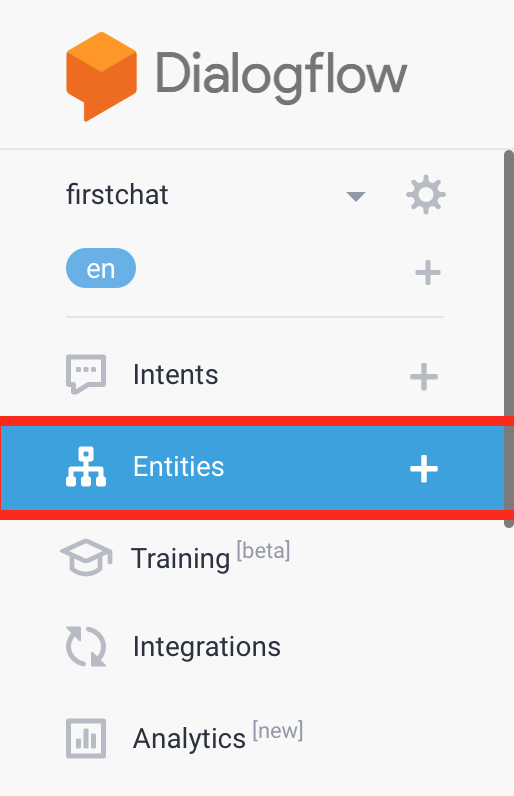 Dialogflow
firstchat
en
Intents
Entities
Training [beta]
Integrations
Analytics [new]